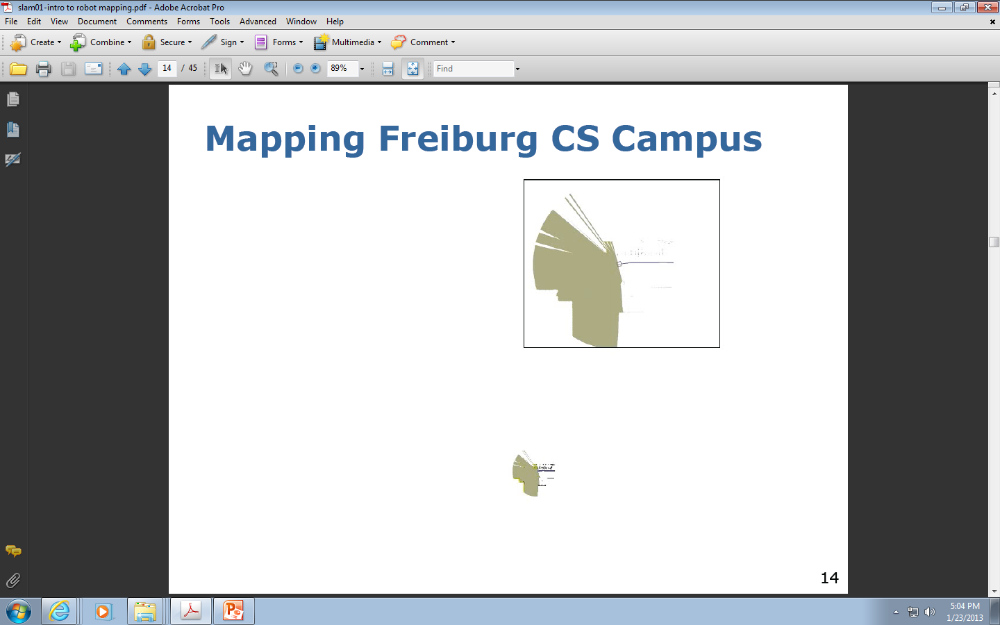 slam01-intro to robot mapping.pdf - Adobe Acrobat Pro
File Edit View Document Comments Forms Tools Advanced Window Help
Create Combine Secure Sign Forms Multimedia Comment
14 / 45 89% Find
Mapping Freiburg CS Campus
14
5:04 PM
1/23/2013